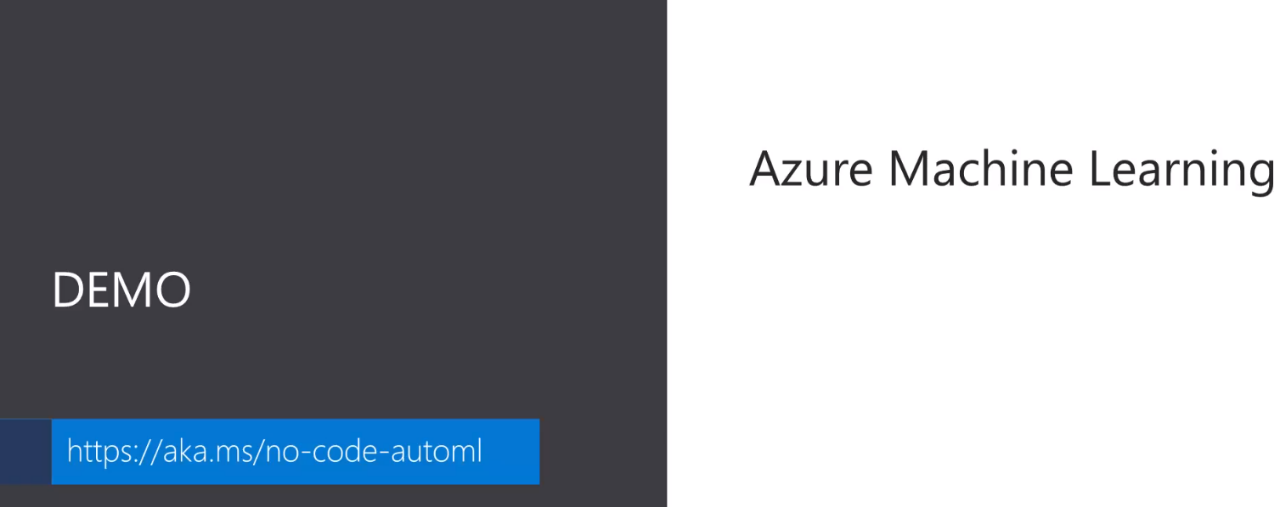 DEMO
https://aka.ms/no-code-automl
Azure Machine Learning